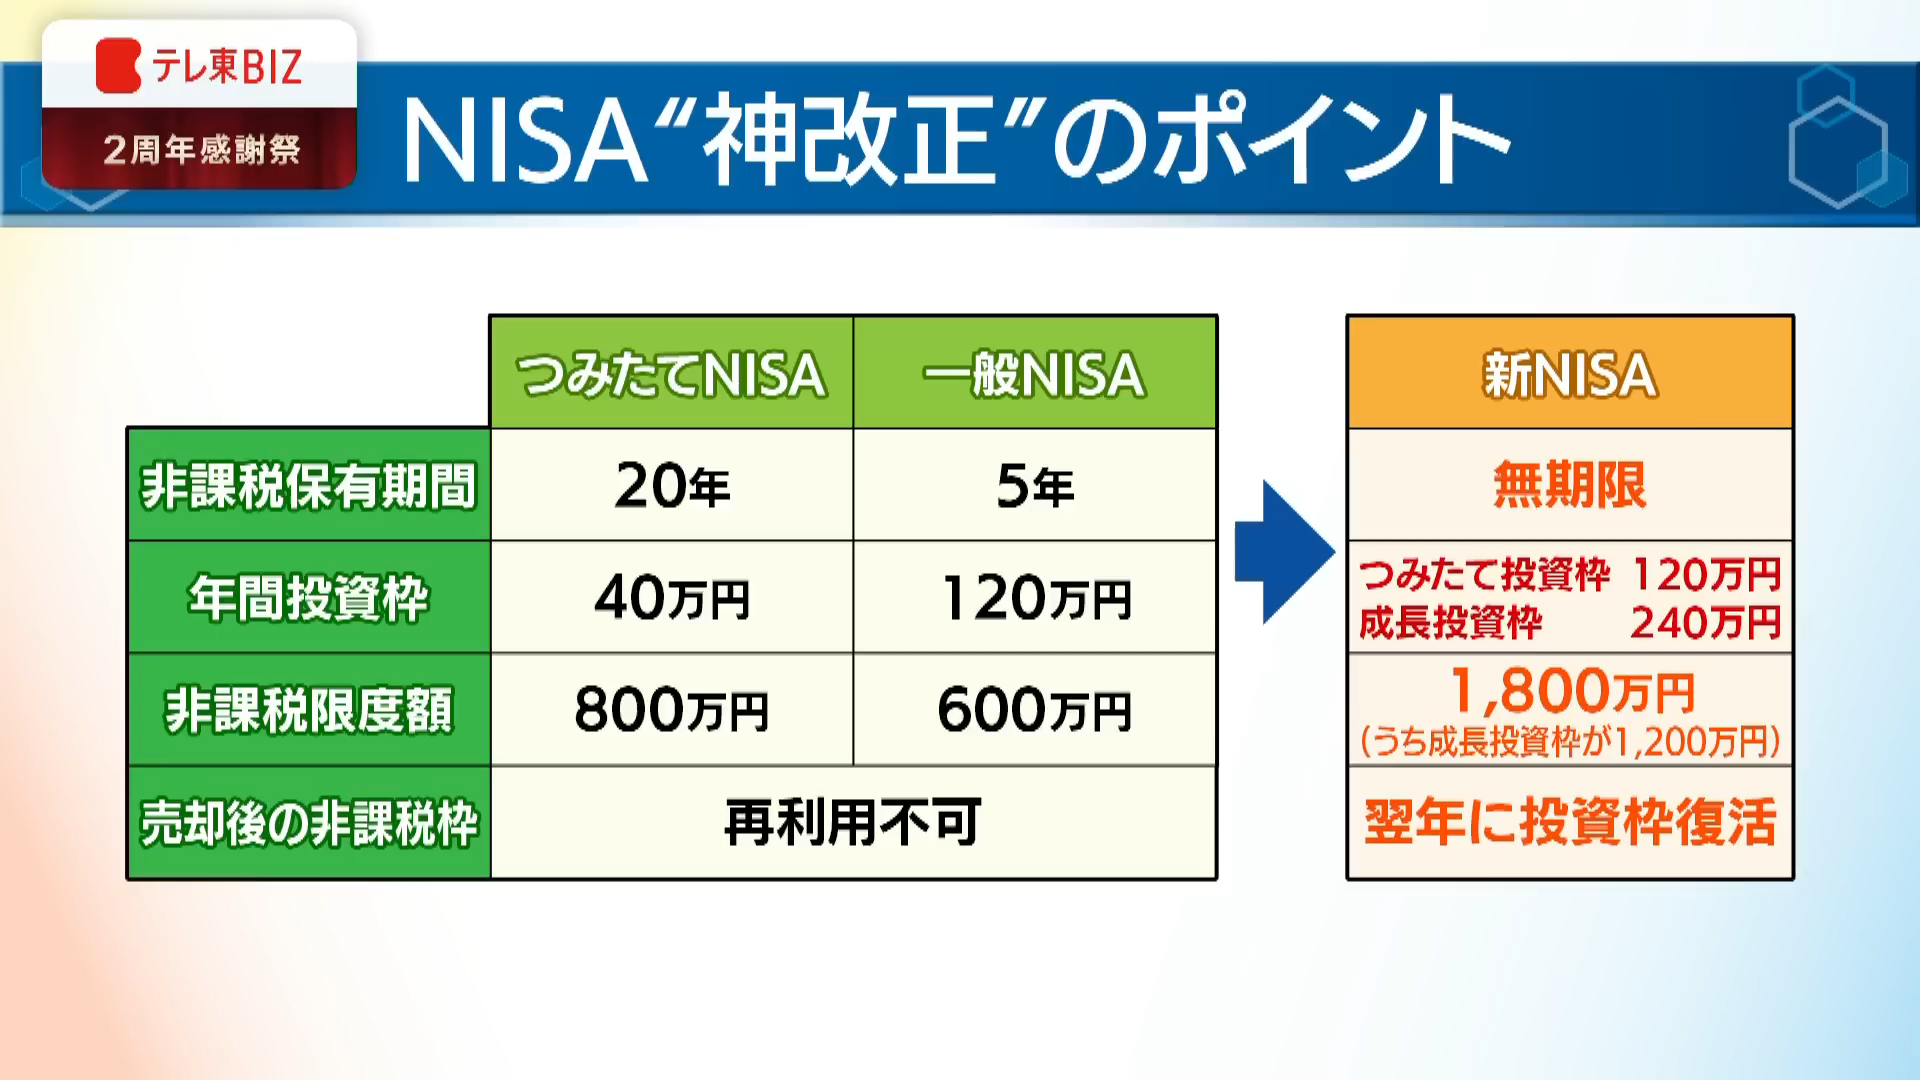 テレ東BIZ
2周年感謝祭
NISA“神改正”のポイント
つみたてNISA 一般NISA 新NISA
非課税保有期間 20年 5年 無期限
年間投資枠 40万円 120万円
つみたて投資枠 120万円
成長投資枠 240万円
非課税限度額 800万円 600万円
1,800万円
(うち成長投資枠が1,200万円)
売却後の非課税枠 再利用不可 翌年に投資枠復活